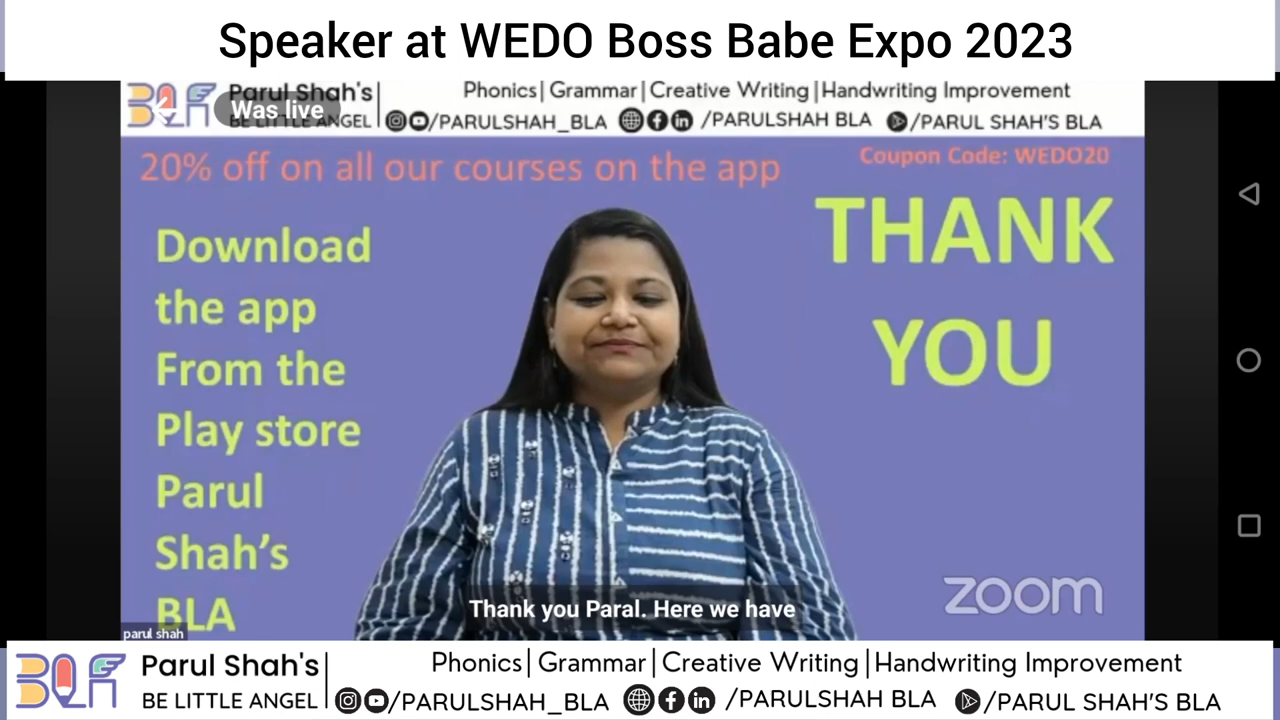 Speaker at WEDO Boss Babe Expo 2023
Parul Shah's
BE LITTLE ANGEL
Was live
Phonics| Grammar|Creative Writing|Handwriting Improvement
/PARULSHAH_BLA /PARULSHAH BLA /PARUL SHAH'S BLA
20% off on all our courses on the app
Coupon Code: WEDO20
THANK
YOU
Download
the app
From the
Play store
Parul
Shah's
BLA
Thank you Paral. Here we have
zoom
parul shah
BLA
Parul Shah's
BE LITTLE ANGEL
Phonics| Grammar|Creative Writing|Handwriting Improvement
/PARULSHAH_BLA /PARULSHAH BLA /PARUL SHAH'S BLA